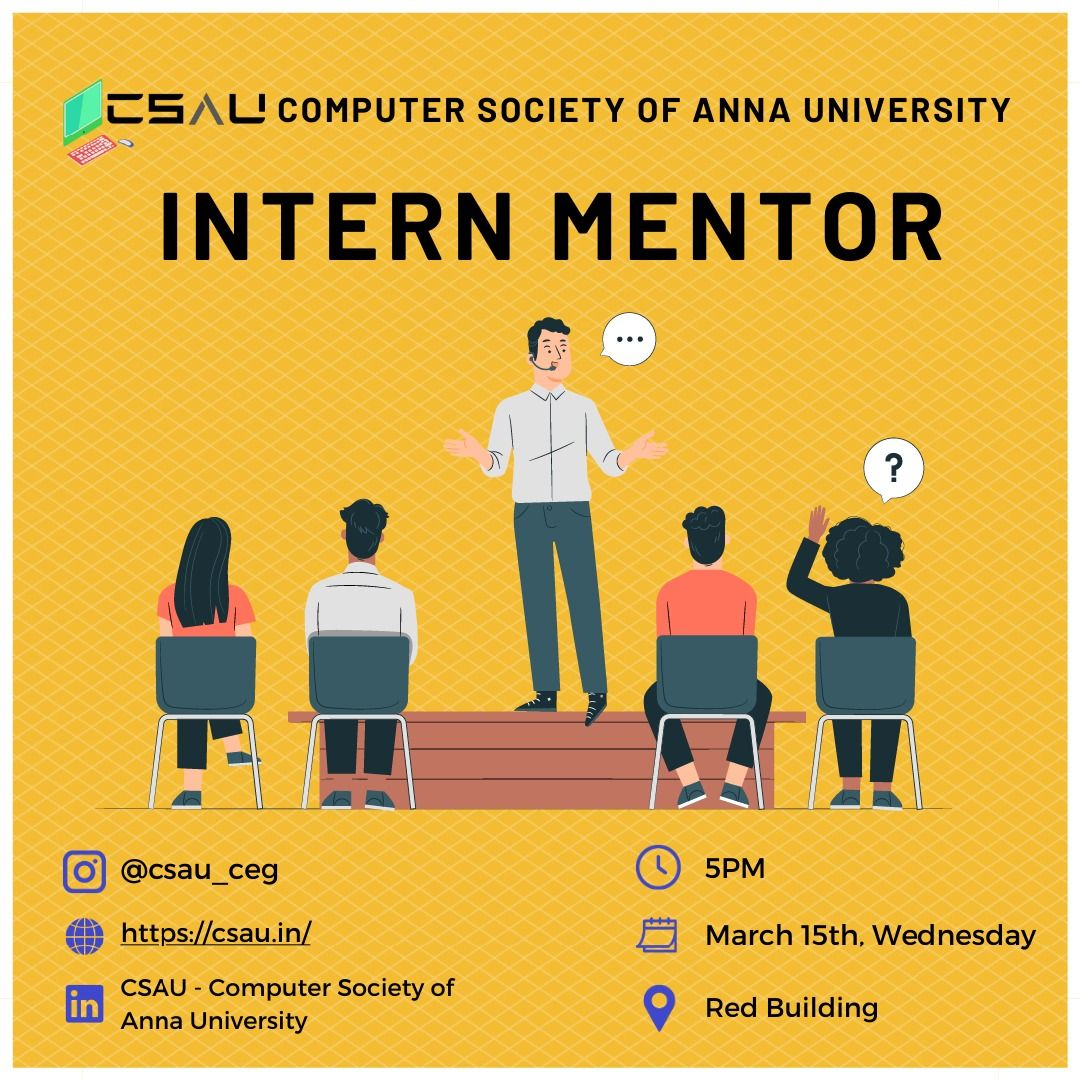 CSAU COMPUTER SOCIETY OF ANNA UNIVERSITY
INTERN MENTOR
...
?
@csau_ceg
https://csau.in/
CSAU - Computer Society of
Anna University
5PM
March 15th, Wednesday
Red Building